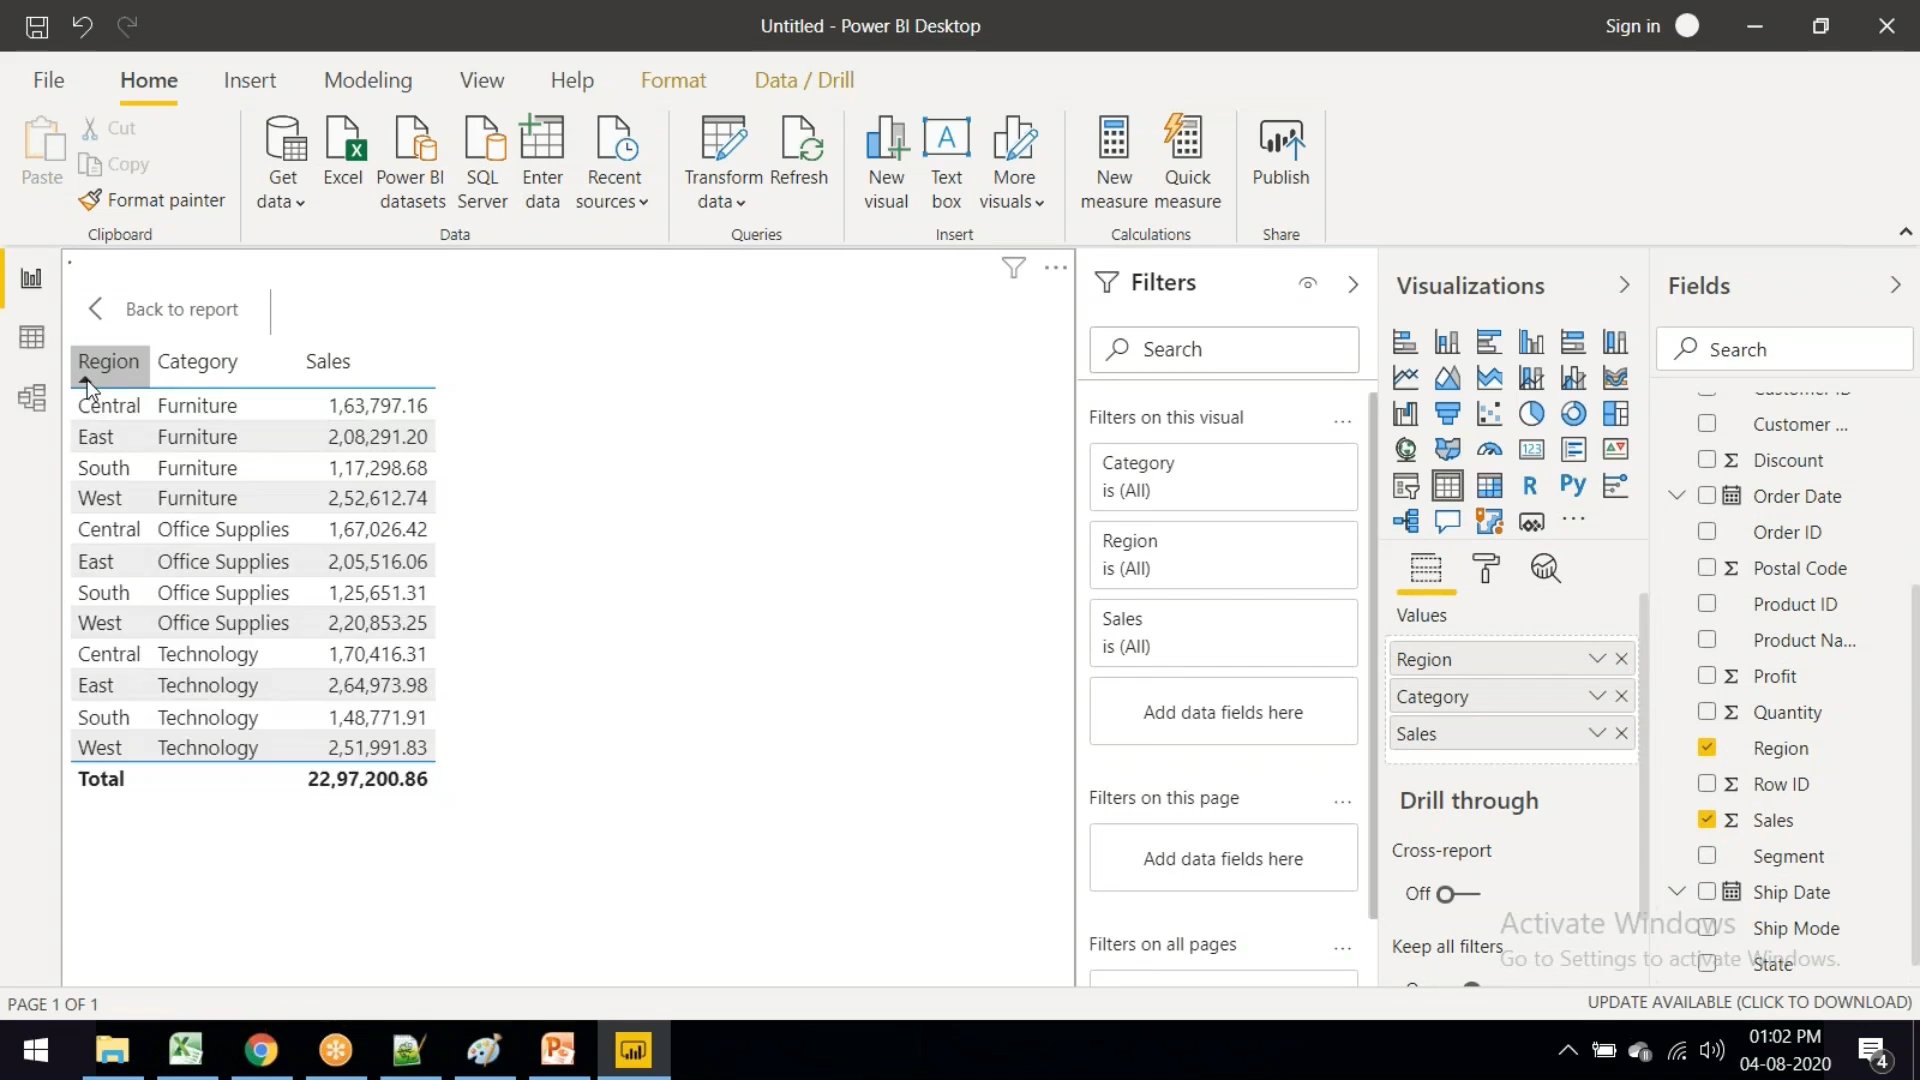 Untitled - Power BI Desktop
Sign in
File Home Insert Modeling View Help Format Data / Drill
Paste
Cut
Copy
Format painter
Clipboard
Get data
Excel
Power BI datasets
SQL Server
Enter data
Recent sources
Data
Transform data
Refresh
Queries
New visual
Text box
More visuals
Insert
New measure
Quick measure
Calculations
Publish
Share
Back to report
Region Category Sales
Central Furniture 1,63,797.16
East Furniture 2,08,291.20
South Furniture 1,17,298.68
West Furniture 2,52,612.74
Central Office Supplies 1,67,026.42
East Office Supplies 2,05,516.06
South Office Supplies 1,25,651.31
West Office Supplies 2,20,853.25
Central Technology 1,70,416.31
East Technology 2,64,973.98
South Technology 1,48,771.91
West Technology 2,51,991.83
Total 22,97,200.86
Filters
Search
Filters on this visual ...
Category
is (All)
Region
is (All)
Sales
is (All)
Add data fields here
Filters on this page ...
Add data fields here
Filters on all pages ...
Visualizations
123
R
Py
Values
Region
Category
Sales
Drill through
Cross-report
Off
Keep all filters
Fields
Search
Customer ...
Discount
Order Date
Order ID
Postal Code
Product ID
Product Na...
Profit
Quantity
Region
Row ID
Sales
Segment
Ship Date
Ship Mode
State
Activate Windows
Go to Settings to activate Windows.
PAGE 1 OF 1
UPDATE AVAILABLE (CLICK TO DOWNLOAD)
01:02 PM
04-08-2020
4